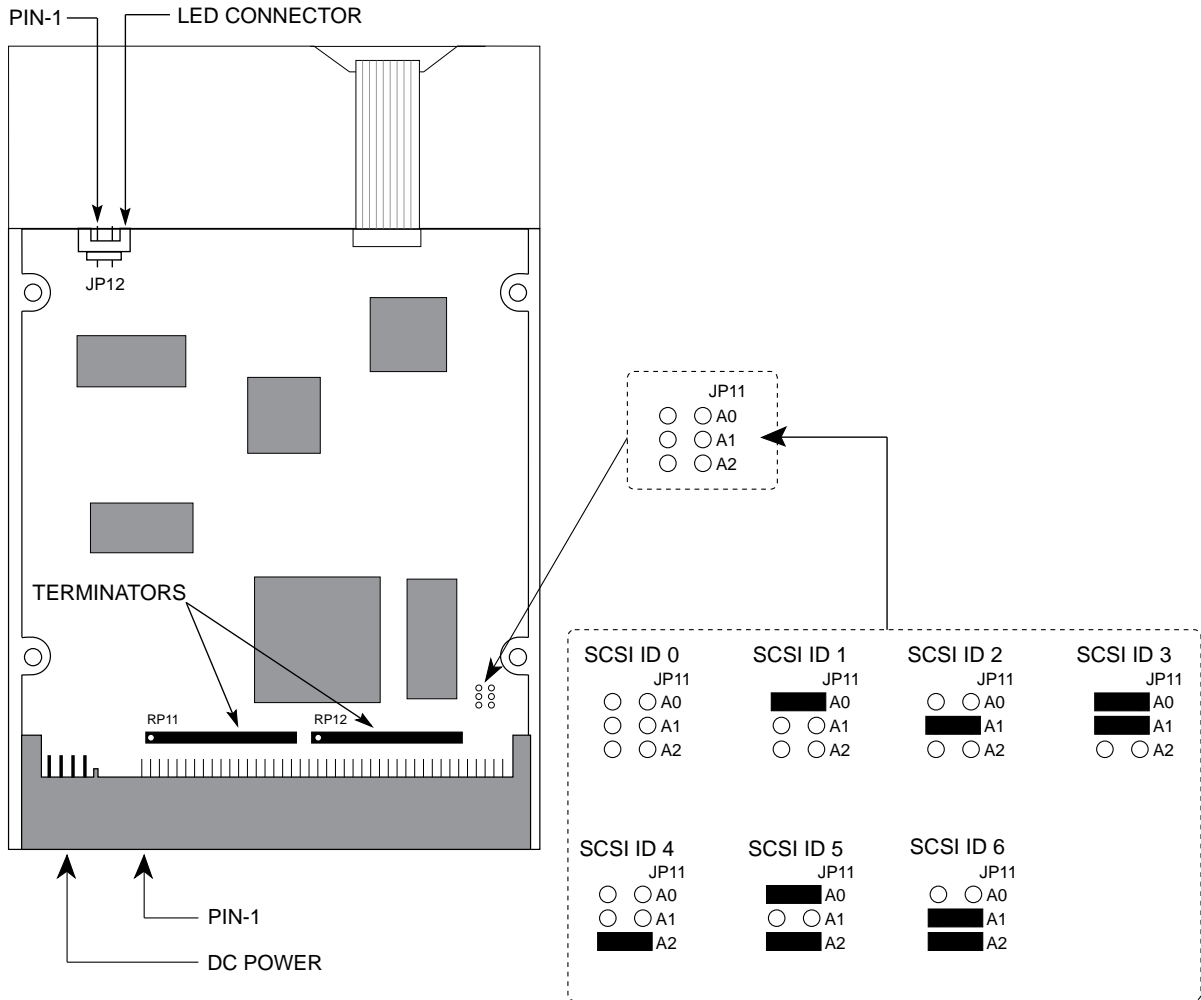 PIN-1
LED CONNECTOR
JP12
JP11
A0
A1
A2
TERMINATORS
RP11
RP12
SCSI ID 0
JP11
A0
A1
A2
SCSI ID 1
JP11
A0
A1
A2
SCSI ID 2
JP11
A0
A1
A2
SCSI ID 3
JP11
A0
A1
A2
SCSI ID 4
JP11
A0
A1
A2
SCSI ID 5
JP11
A0
A1
A2
SCSI ID 6
JP11
A0
A1
A2
PIN-1
DC POWER